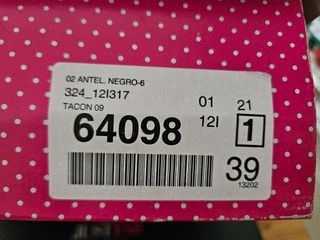 02 ANTEL. NEGRO-6
324_12I317
TACON 09
01 21
64098 12I 1
39
13202